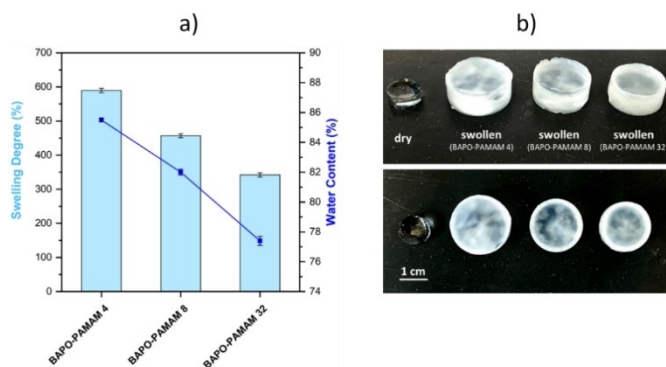 a)
b)
Swelling Degree (%)
700
600
500
400
300
200
100
0
Water Content (%)
90
88
86
84
82
80
78
76
74
BAPO-PAMAM 4
BAPO-PAMAM 8
BAPO-PAMAM 32
dry
swollen
(BAPO-PAMAM 4)
swollen
(BAPO-PAMAM 8)
swollen
(BAPO-PAMAM 32)
1 cm